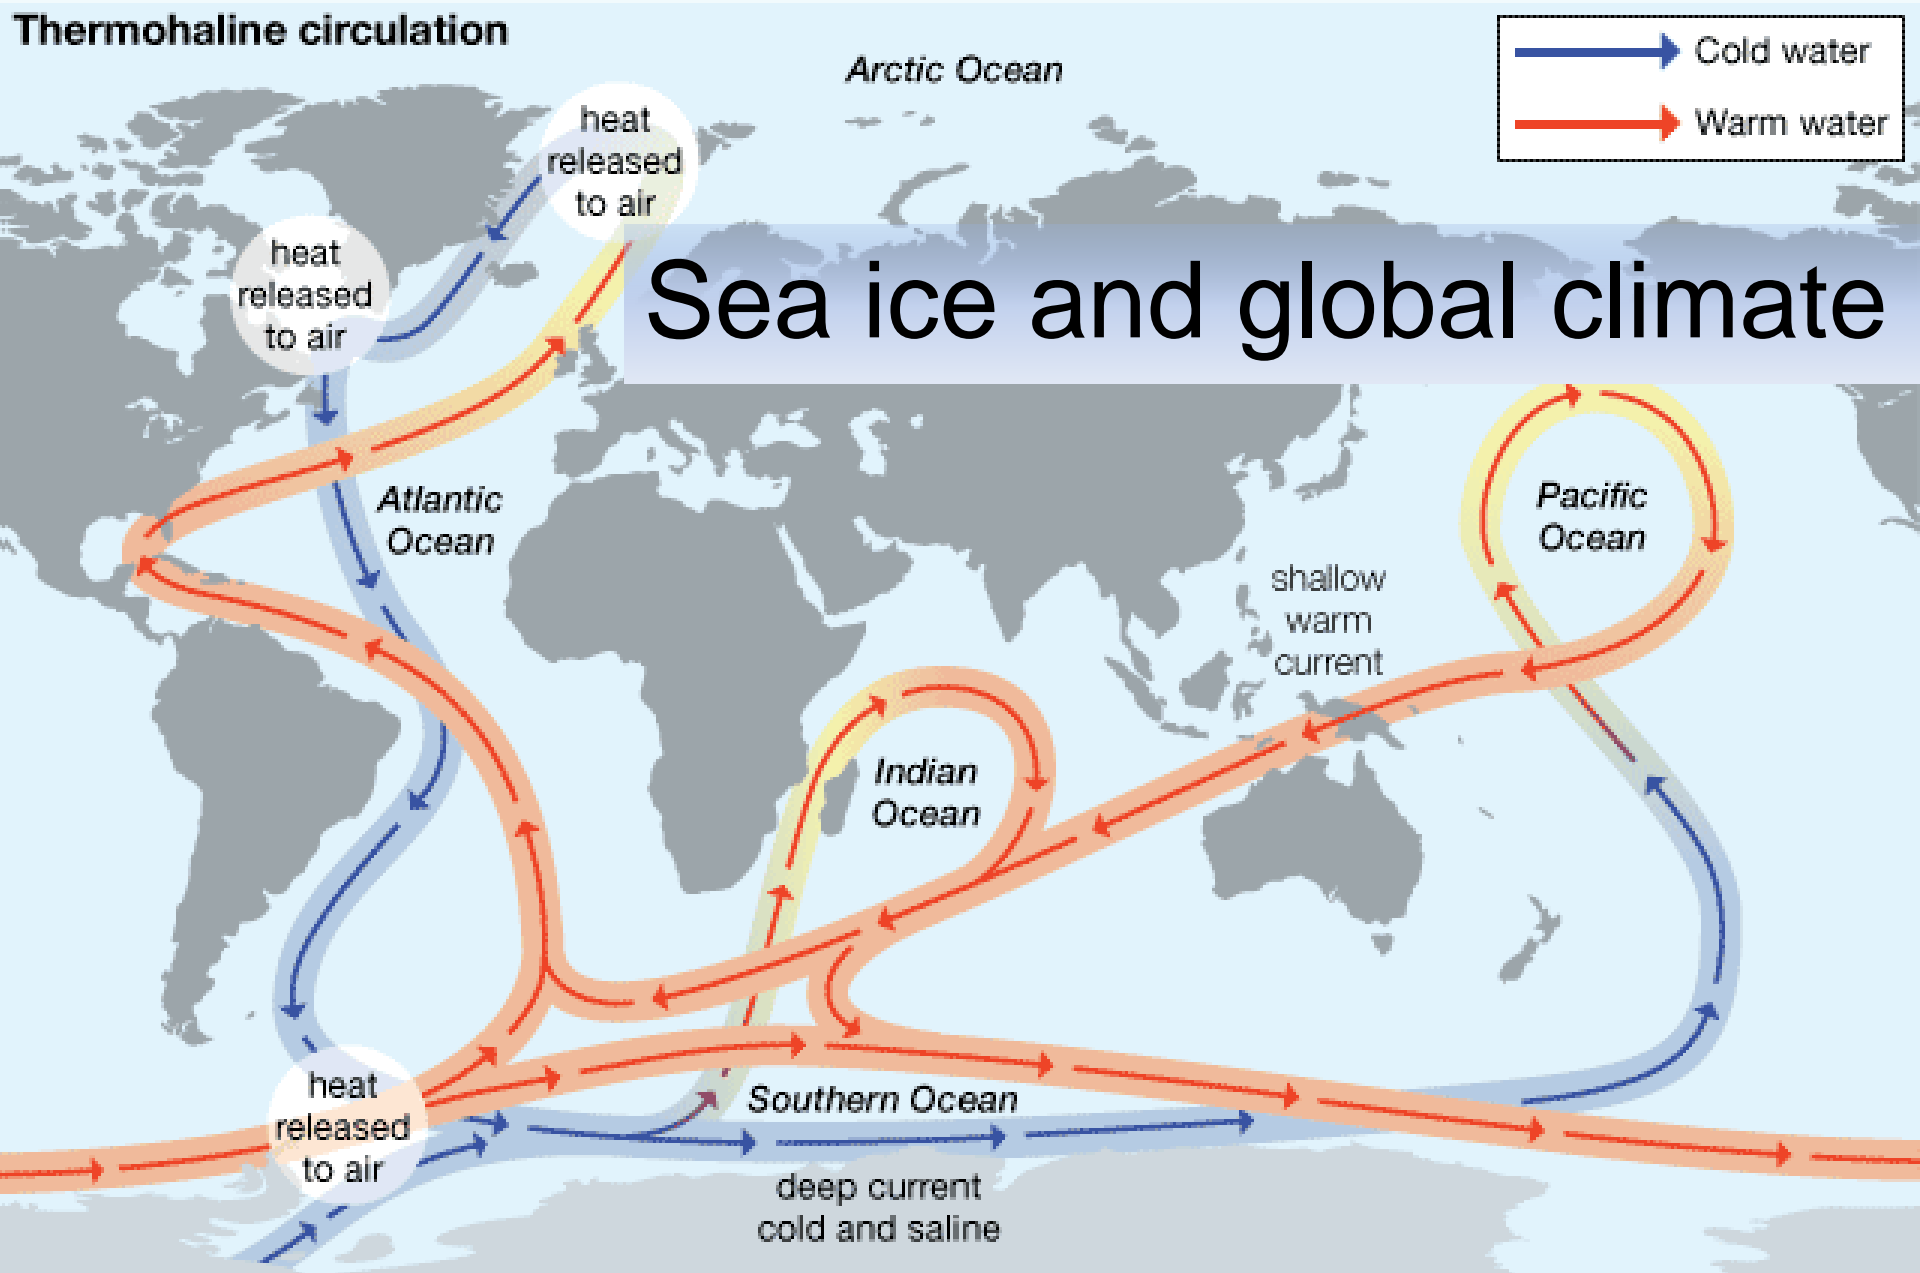 Thermohaline circulation
Arctic Ocean
Cold water
Warm water
heat
released
to air
heat
released
to air
Sea ice and global climate
Atlantic
Ocean
Pacific
Ocean
shallow
warm
current
Indian
Ocean
heat
released
to air
Southern Ocean
deep current
cold and saline